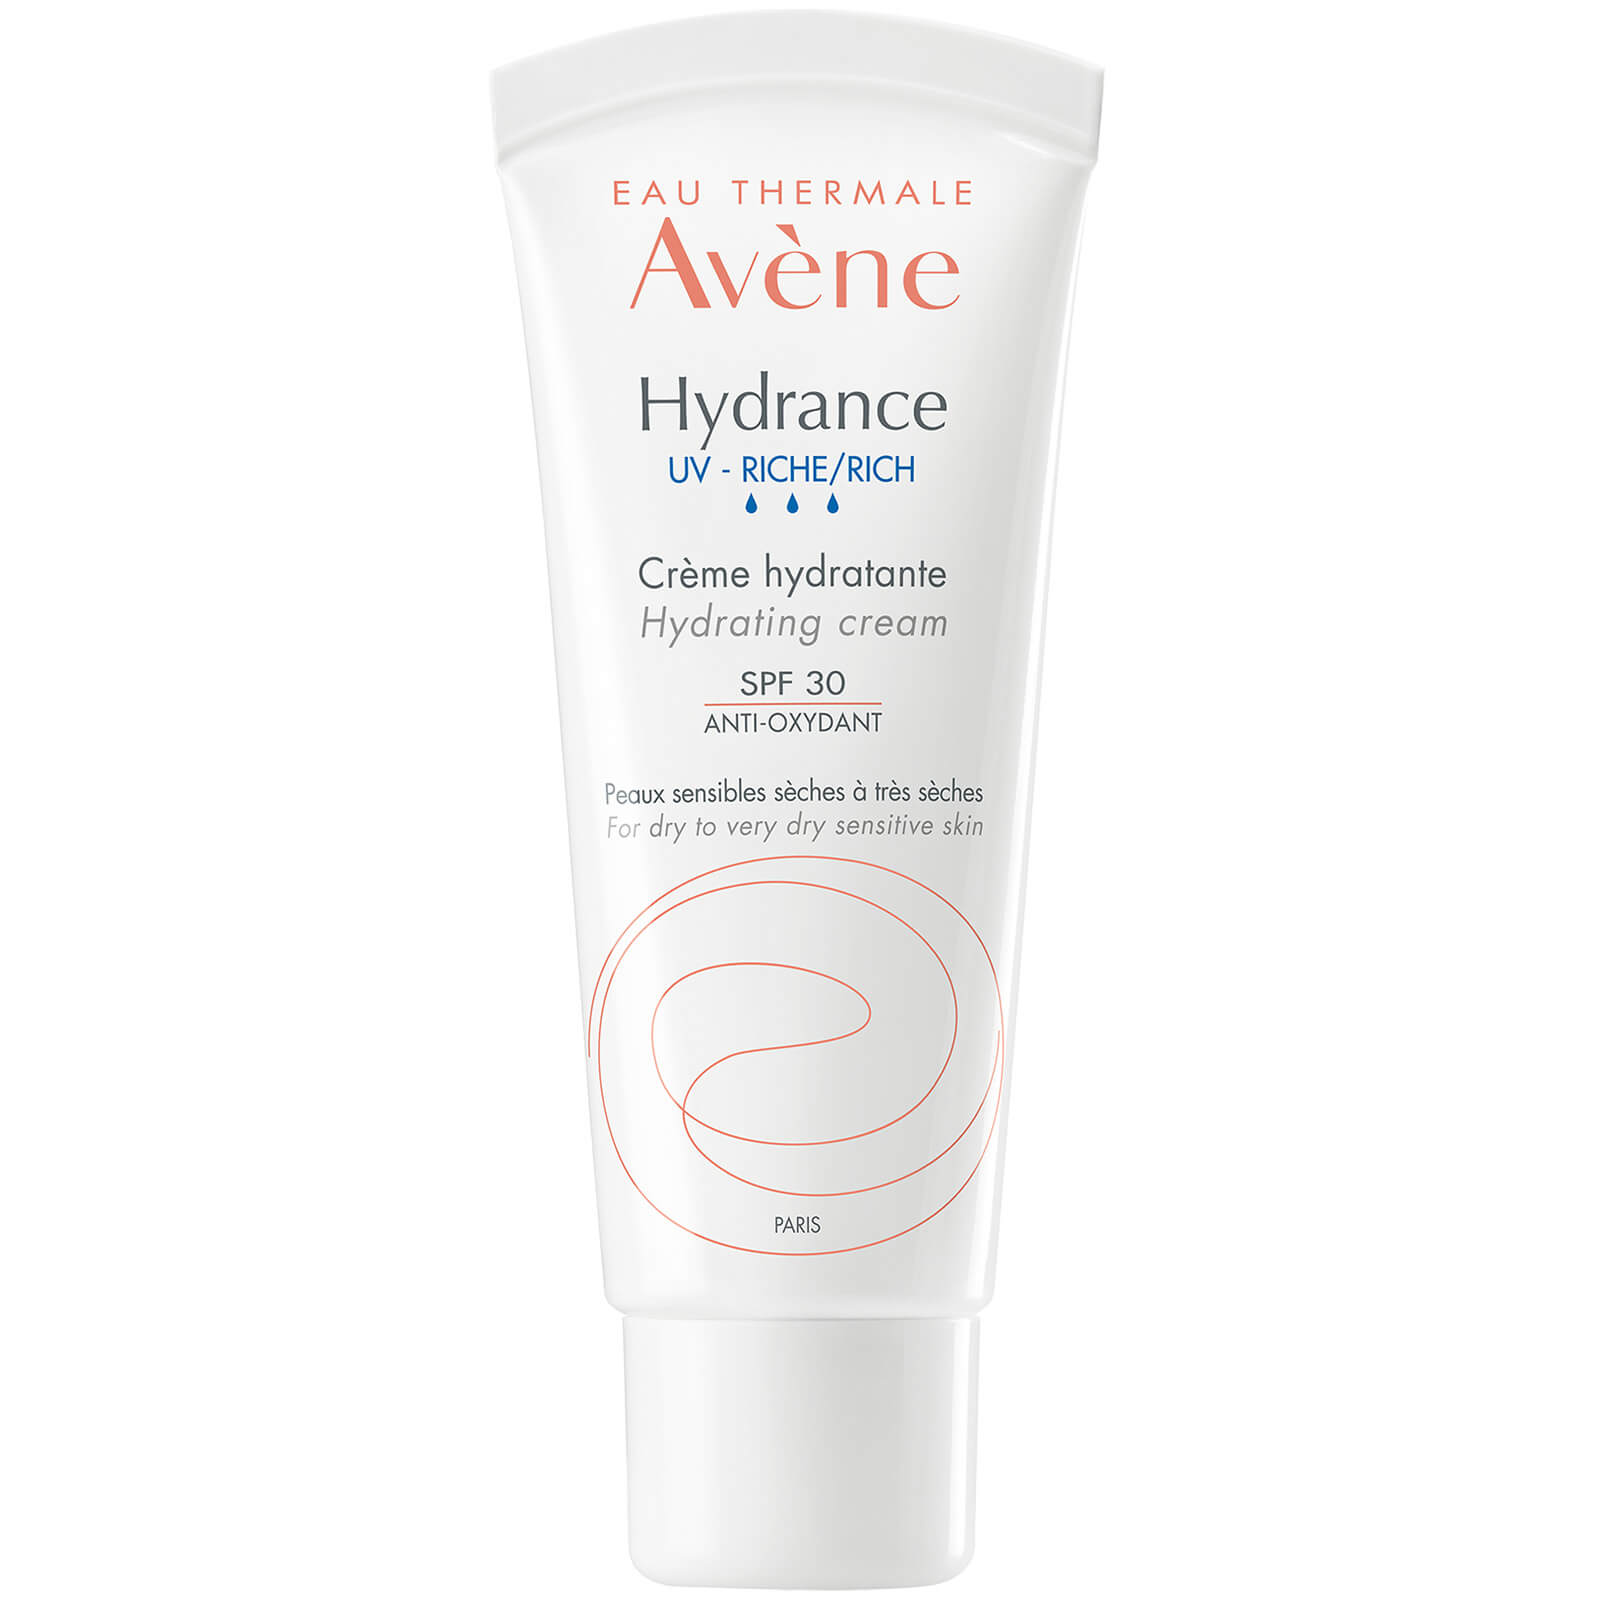 EAU THERMALE
Avène
Hydrance
UV - RICHE/RICH
Crème hydratante
Hydrating cream
SPF 30
ANTI-OXYDANT
Peaux sensibles sèches à très sèches
For dry to very dry sensitive skin
PARIS